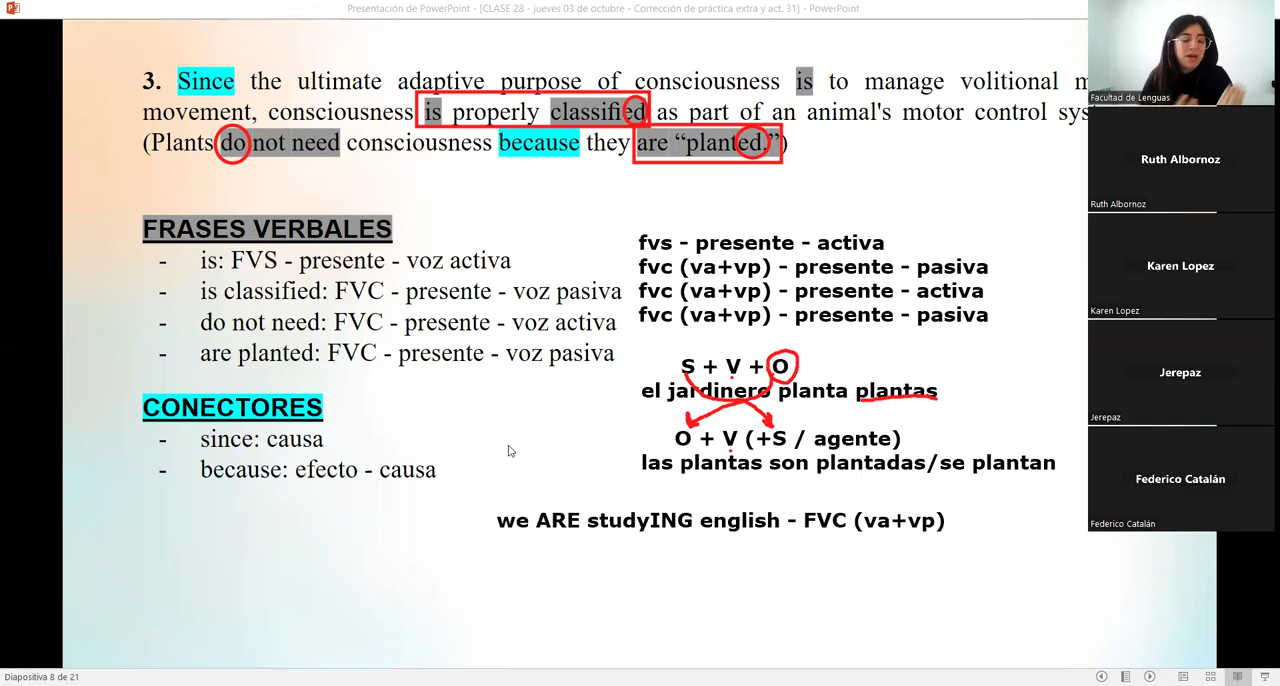 Presentación de PowerPoint - [CLASE 28 - jueves 03 de octubre - Corrección de práctica extra y act. 31] - PowerPoint
3. Since the ultimate adaptive purpose of consciousness is to manage volitional m
movement, consciousness is properly classified as part of an animal's motor control sys
(Plants do not need consciousness because they are “planted.”)
FRASES VERBALES
- is: FVS - presente - voz activa
- is classified: FVC - presente - voz pasiva
- do not need: FVC - presente - voz activa
- are planted: FVC - presente - voz pasiva
CONECTORES
- since: causa
- because: efecto - causa
fvs - presente - activa
fvc (va+vp) - presente - pasiva
fvc (va+vp) - presente - activa
fvc (va+vp) - presente - pasiva
S + V + O
el jardinero planta plantas
O + V (+S / agente)
las plantas son plantadas/se plantan
we ARE studyING english - FVC (va+vp)
Facultad de Lenguas
Ruth Albornoz
Ruth Albornoz
Karen Lopez
Karen Lopez
Jerepaz
Jerepaz
Federico Catalán
Federico Catalán
Diapositiva 8 de 21